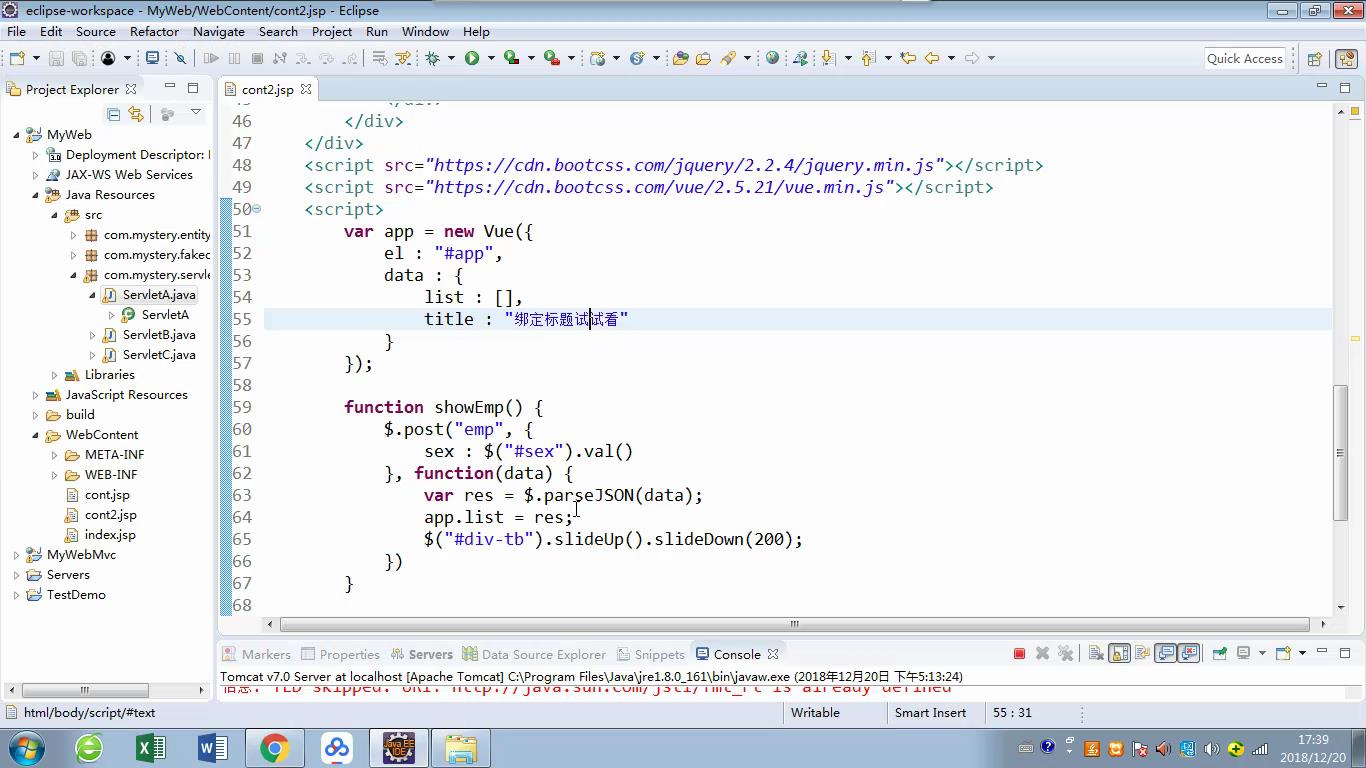 eclipse-workspace - MyWeb/WebContent/cont2.jsp - Eclipse
File Edit Source Refactor Navigate Search Project Run Window Help
Quick Access
Project Explorer
MyWeb
Deployment Descriptor:
JAX-WS Web Services
Java Resources
src
com.mystery.entity
com.mystery.faked
com.mystery.servle
ServletA.java
ServletA
ServletB.java
ServletC.java
Libraries
JavaScript Resources
build
WebContent
META-INF
WEB-INF
cont.jsp
cont2.jsp
index.jsp
MyWebMvc
Servers
TestDemo
cont2.jsp
46 </div>
47 </div>
48 <script src="https://cdn.bootcss.com/jquery/2.2.4/jquery.min.js"></script>
49 <script src="https://cdn.bootcss.com/vue/2.5.21/vue.min.js"></script>
50 <script>
51 var app = new Vue({
52 el : "#app",
53 data : {
54 list : [],
55 title : "绑定标题试试看"
56 }
57 });
58
59 function showEmp() {
60 $.post("emp", {
61 sex : $("#sex").val()
62 }, function(data) {
63 var res = $.parseJSON(data);
64 app.list = res;
65 $("#div-tb").slideUp().slideDown(200);
66 })
67 }
68
Markers Properties Servers Data Source Explorer Snippets Console
Tomcat v7.0 Server at localhost [Apache Tomcat] C:\Program Files\Java\jre1.8.0_161\bin\javaw.exe (2018年12月20日 下午5:13:24)
信息: TLD skipped. URI: http://java.sun.com/jstl/fmt_rt is already defined
html/body/script/#text Writable Smart Insert 55 : 31
17:39
2018/12/20